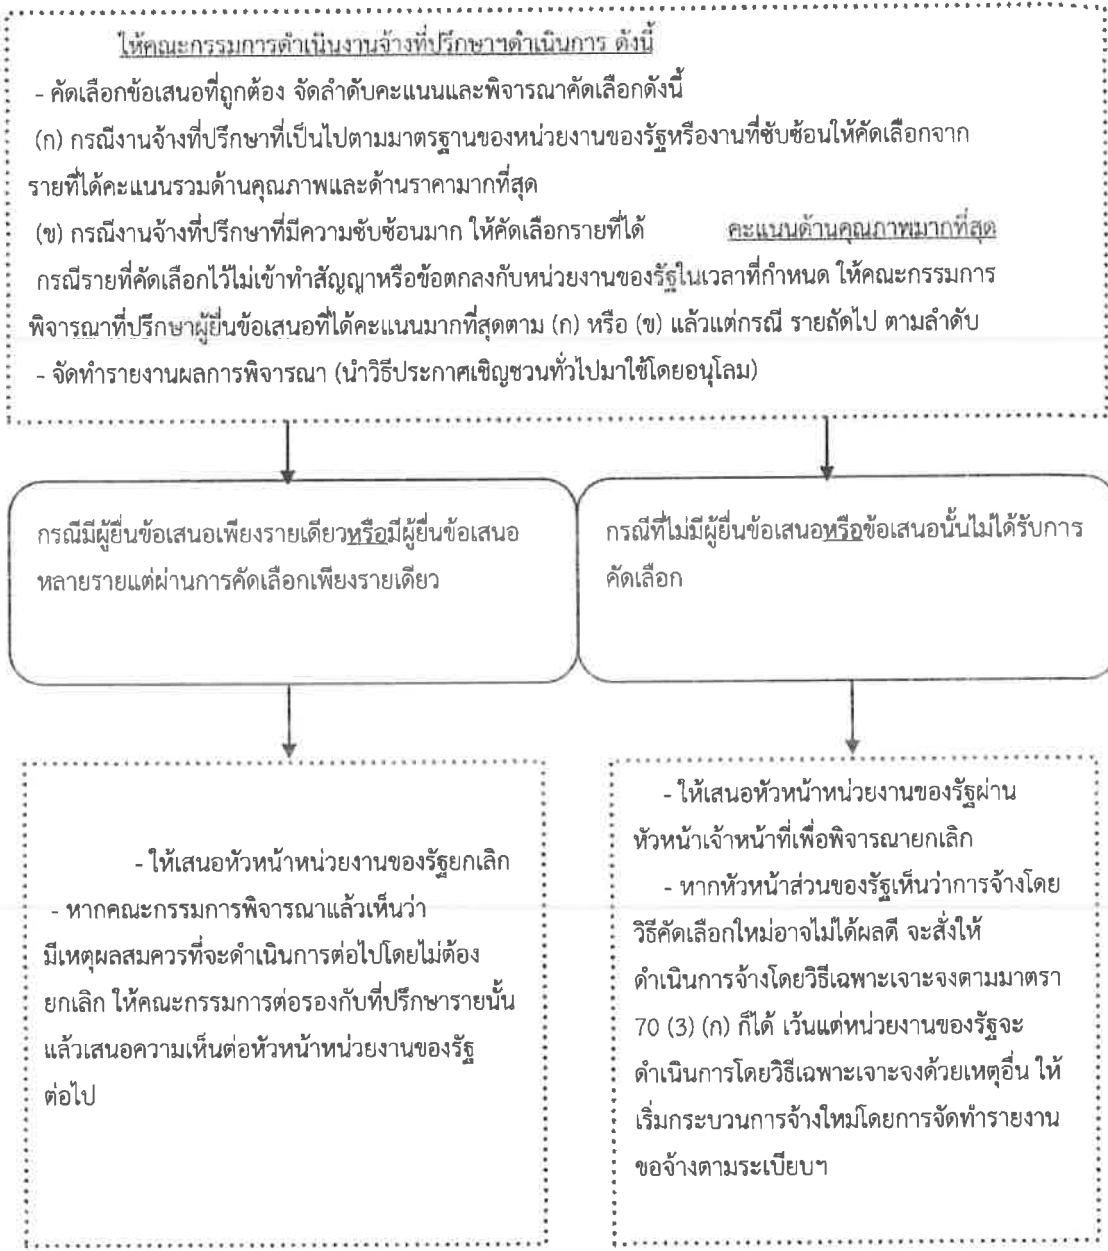 ให้คณะกรรมการดำเนินงานจ้างที่ปรึกษาฯดำเนินการ ดังนี้
- คัดเลือกข้อเสนอที่ถูกต้อง จัดลำดับคะแนนและพิจารณาคัดเลือกดังนี้
(ก) กรณีงานจ้างที่ปรึกษาที่เป็นไปตามมาตรฐานของหน่วยงานของรัฐหรืองานที่ซับซ้อนให้คัดเลือกจาก
รายที่ได้คะแนนรวมด้านคุณภาพและด้านราคามากที่สุด
(ข) กรณีงานจ้างที่ปรึกษาที่มีความซับซ้อนมาก ให้คัดเลือกรายที่ได้ คะแนนด้านคุณภาพมากที่สุด
กรณีรายที่คัดเลือกไว้ไม่เข้าทำสัญญาหรือข้อตกลงกับหน่วยงานของรัฐในเวลาที่กำหนด ให้คณะกรรมการ
พิจารณาที่ปรึกษาผู้ยื่นข้อเสนอที่ได้คะแนนมากที่สุดตาม (ก) หรือ (ข) แล้วแต่กรณี รายถัดไป ตามลำดับ
- จัดทำรายงานผลการพิจารณา (นำวิธีประกาศเชิญชวนทั่วไปมาใช้โดยอนุโลม)
กรณีมีผู้ยื่นข้อเสนอเพียงรายเดียวหรือมีผู้ยื่นข้อเสนอ
หลายรายแต่ผ่านการคัดเลือกเพียงรายเดียว
กรณีที่ไม่มีผู้ยื่นข้อเสนอหรือข้อเสนอนั้นไม่ได้รับการ
คัดเลือก
- ให้เสนอหัวหน้าหน่วยงานของรัฐยกเลิก
- หากคณะกรรมการพิจารณาแล้วเห็นว่า
มีเหตุผลสมควรที่จะดำเนินการต่อไปโดยไม่ต้อง
ยกเลิก ให้คณะกรรมการต่อรองกับที่ปรึกษารายนั้น
แล้วเสนอความเห็นต่อหัวหน้าหน่วยงานของรัฐ
ต่อไป
- ให้เสนอหัวหน้าหน่วยงานของรัฐผ่าน
หัวหน้าเจ้าหน้าที่เพื่อพิจารณายกเลิก
- หากหัวหน้าส่วนของรัฐเห็นว่าการจ้างโดย
วิธีคัดเลือกใหม่อาจไม่ได้ผลดี จะสั่งให้
ดำเนินการจ้างโดยวิธีเฉพาะเจาะจงตามมาตรา
70 (3) (ก) ก็ได้ เว้นแต่หน่วยงานของรัฐจะ
ดำเนินการโดยวิธีเฉพาะเจาะจงด้วยเหตุอื่น ให้
เริ่มกระบวนการจ้างใหม่โดยการจัดทำรายงาน
ขอจ้างตามระเบียบฯ